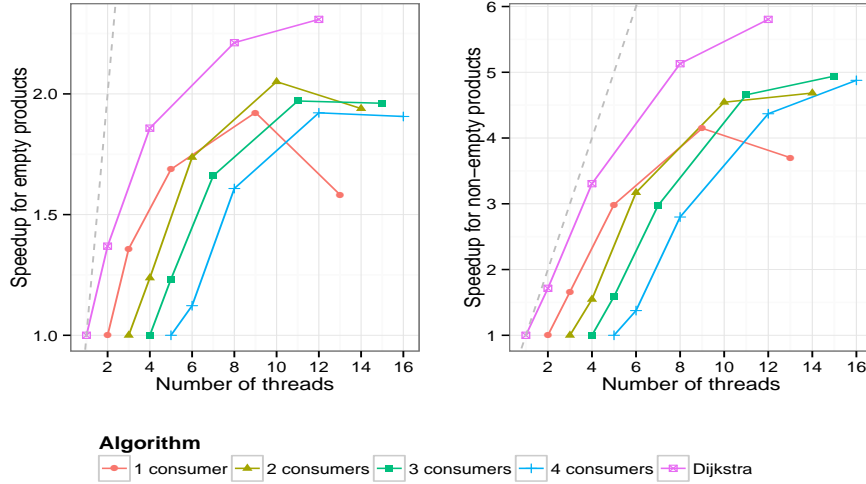 Speedup for empty products
2.0
1.5
1.0
2 4 6 8 10 12 14 16
Number of threads
Speedup for non−empty products
6
5
4
3
2
1
2 4 6 8 10 12 14 16
Number of threads
Algorithm
1 consumer 2 consumers 3 consumers 4 consumers Dijkstra